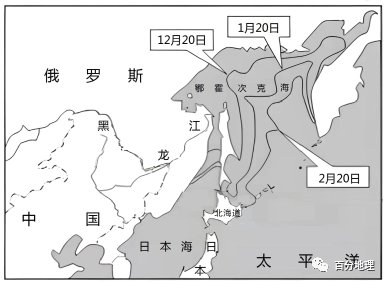 12月20日
1月20日
俄罗斯
鄂霍次克海
黑龙江
2月20日
中国
北海道
日本海
日本
太平洋
百分地理